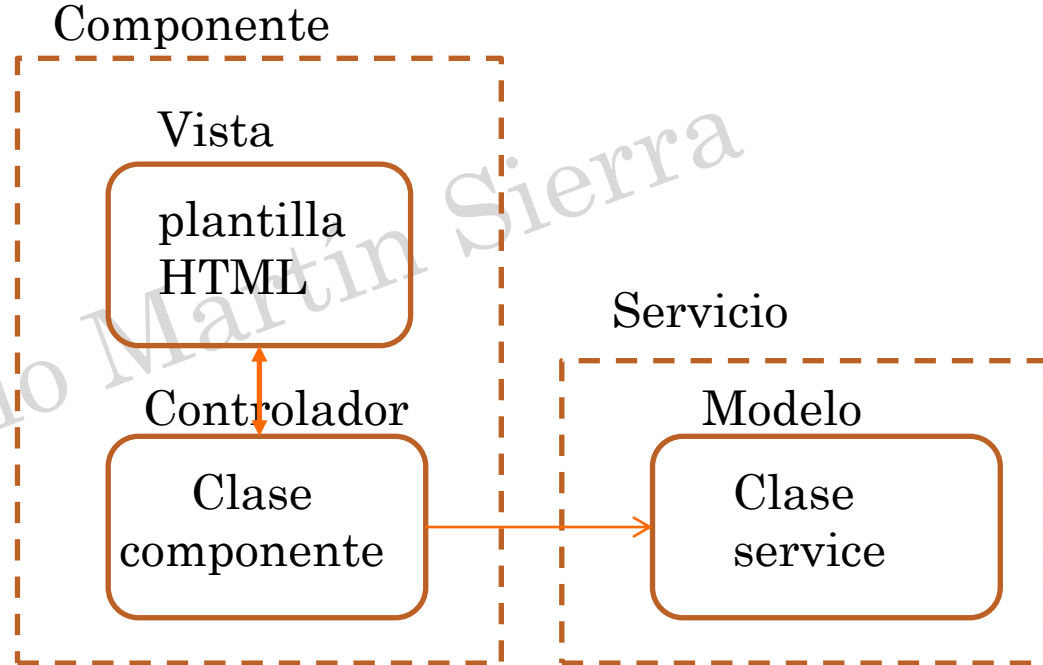 Componente
Vista
plantilla
HTML
Controlador
Clase
componente
Servicio
Modelo
Clase
service
Martín Sierra